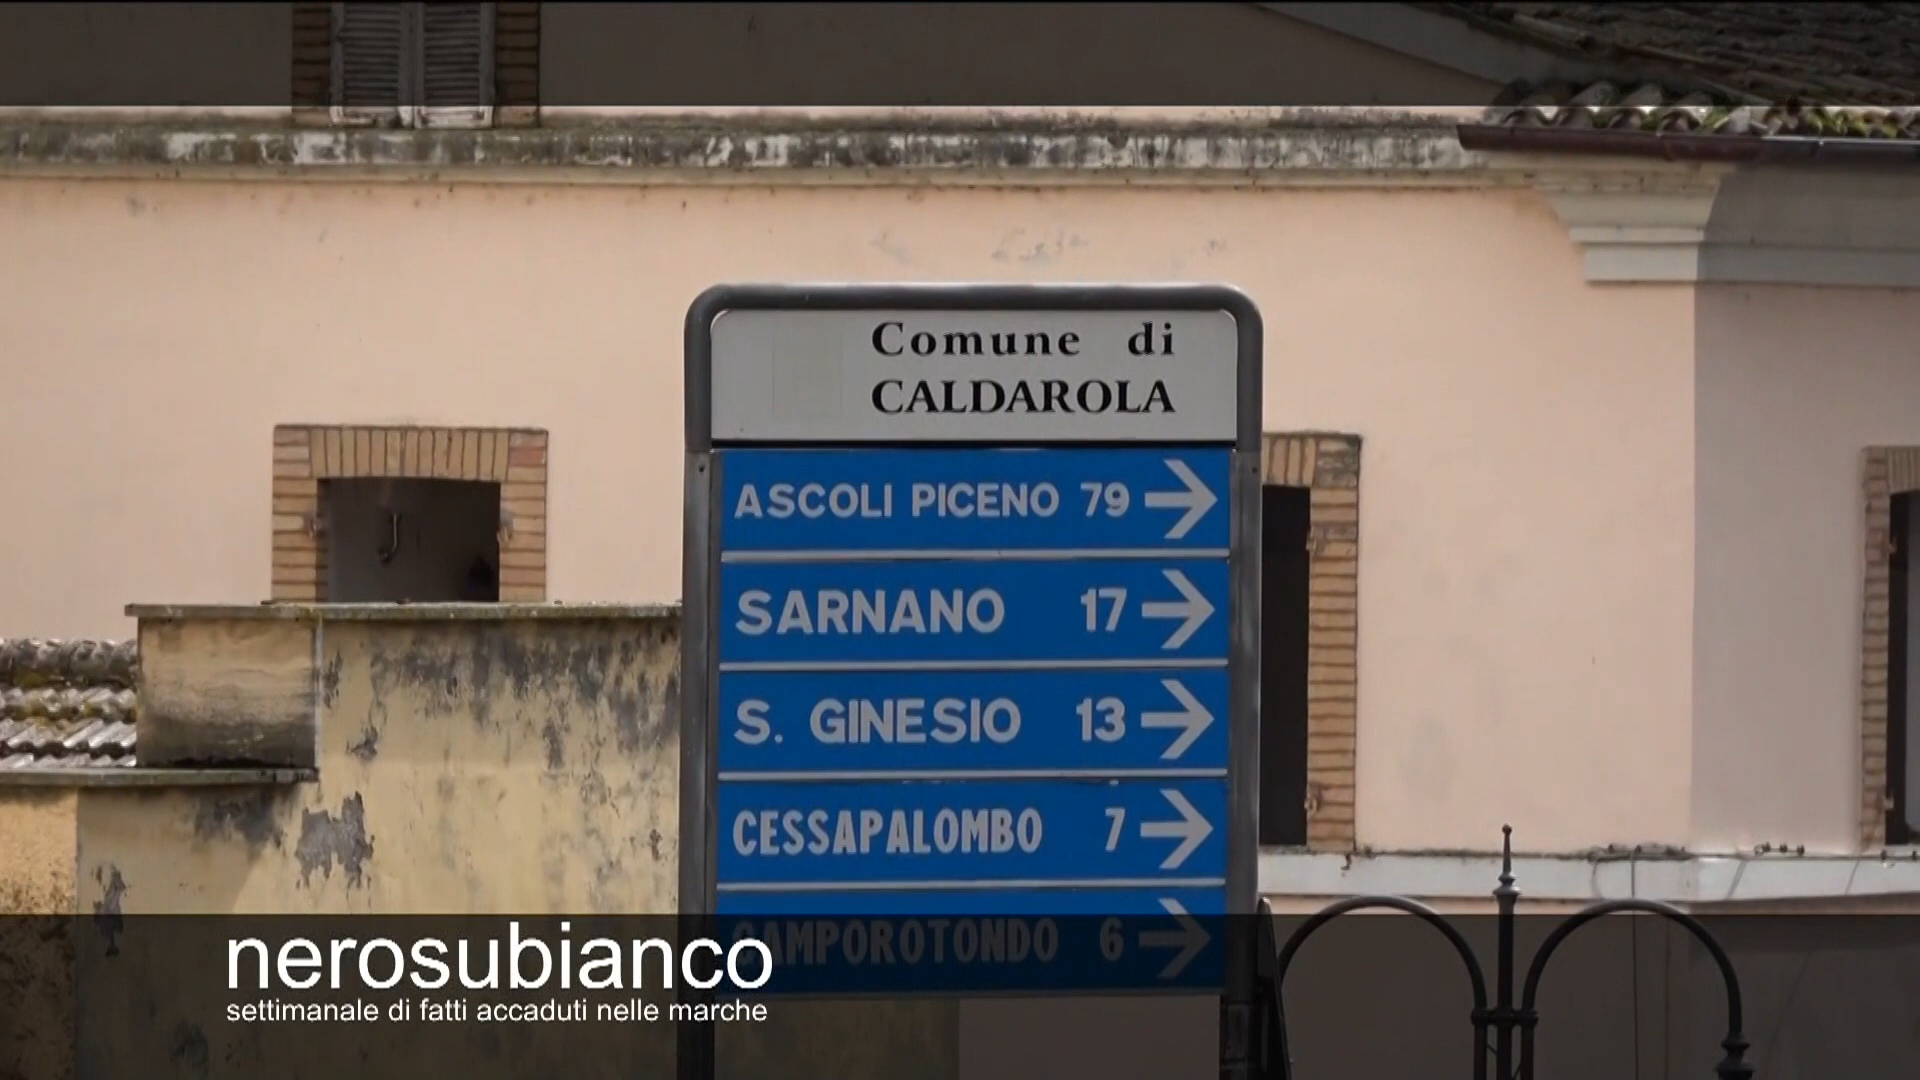 Comune di
CALDAROLA
ASCOLI PICENO 79
SARNANO 17
S. GINESIO 13
CESSAPALOMBO 7
CAMPOROTONDO 6
nerosubianco
settimanale di fatti accaduti nelle marche